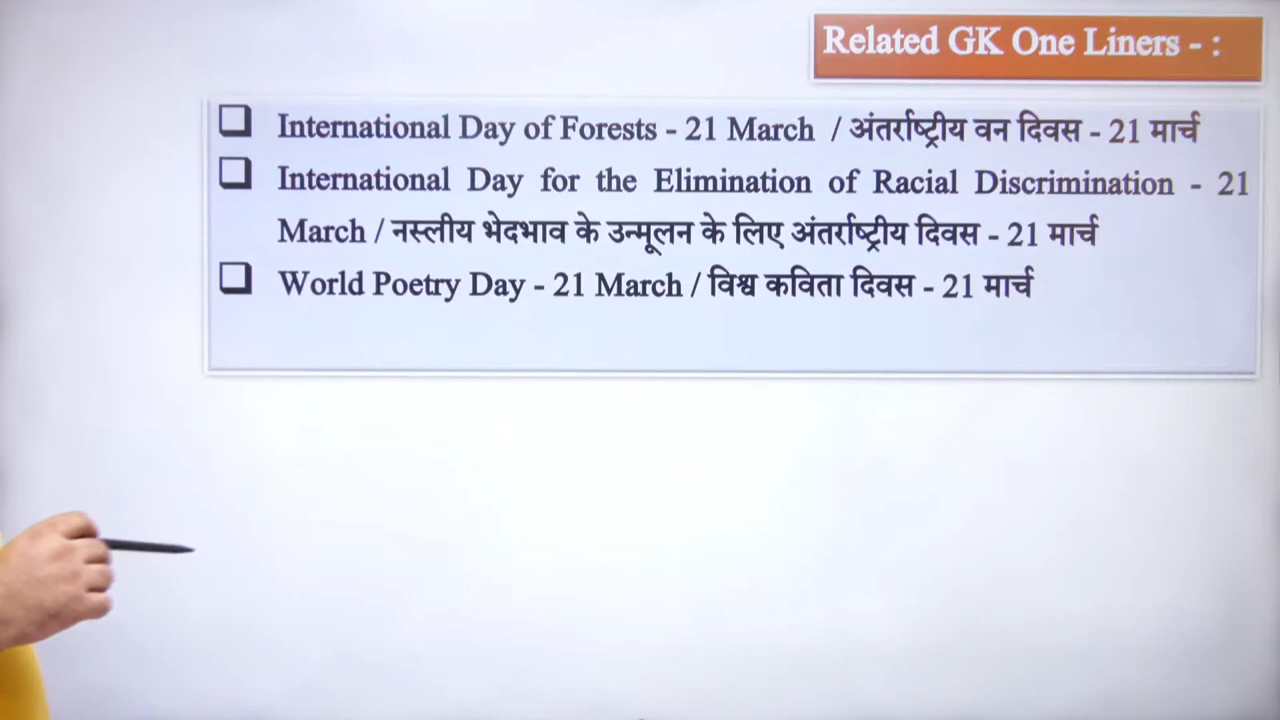 Related GK One Liners - :
International Day of Forests - 21 March / अंतर्राष्ट्रीय वन दिवस - 21 मार्च
International Day for the Elimination of Racial Discrimination - 21
March / नस्लीय भेदभाव के उन्मूलन के लिए अंतर्राष्ट्रीय दिवस - 21 मार्च
World Poetry Day - 21 March / विश्व कविता दिवस - 21 मार्च